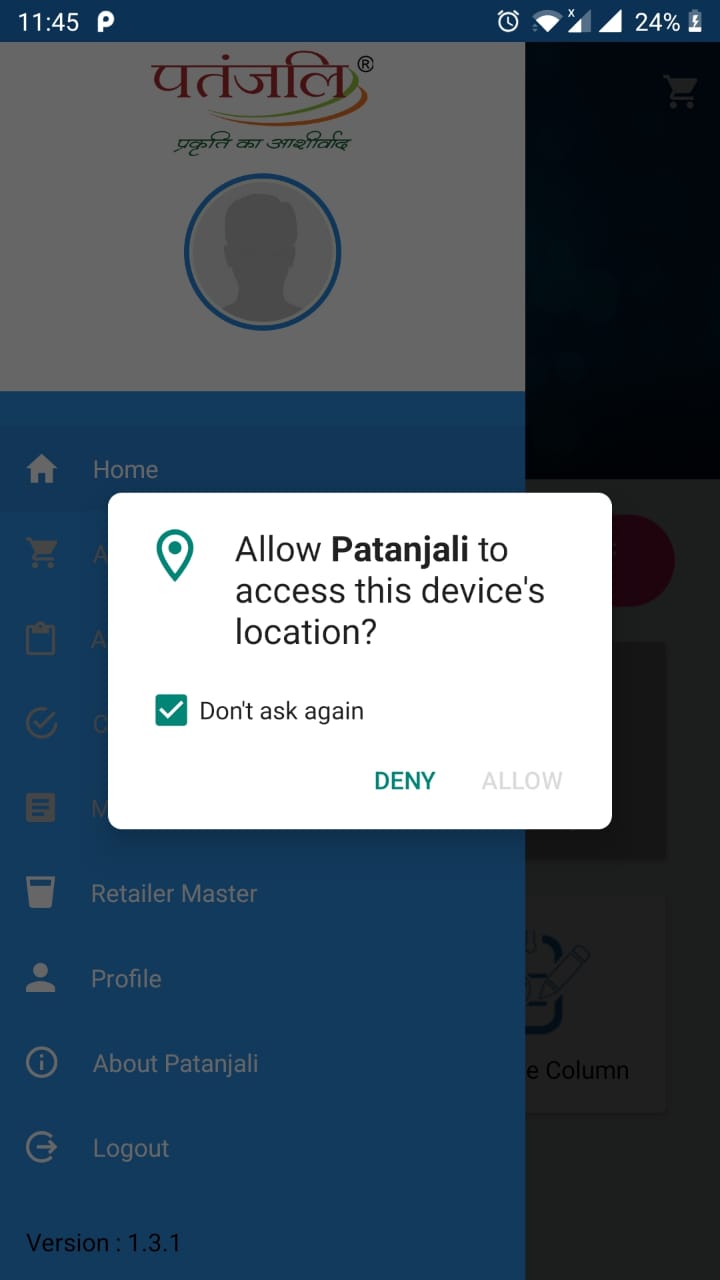 11:45
24%
पतंजलि®
प्रकृति का आशीर्वाद
Home
Allow Patanjali to
access this device's
location?
Don't ask again
DENY ALLOW
Retailer Master
Profile
About Patanjali
e Column
Logout
Version : 1.3.1